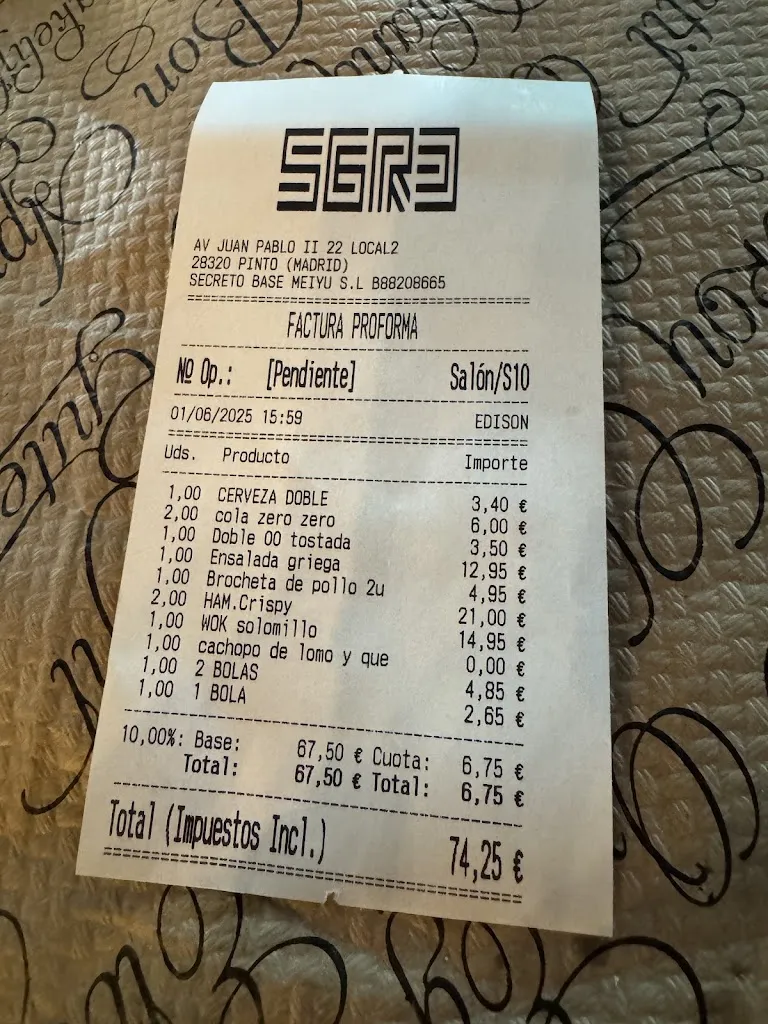 SGRE
AV JUAN PABLO II 22 LOCAL2
28320 PINTO (MADRID)
SECRETO BASE MEIYU S.L B88208665
FACTURA PROFORMA
Nº Op.: [Pendiente] Salón/S10
01/06/2025 15:59 EDISON
Uds. Producto Importe
1,00 CERVEZA DOBLE 3,40 €
2,00 cola zero zero 6,00 €
1,00 Doble 00 tostada 3,50 €
1,00 Ensalada griega 12,95 €
1,00 Brocheta de pollo 2u 4,95 €
2,00 HAM.Crispy 21,00 €
1,00 WOK solomillo 14,95 €
1,00 cachopo de lomo y que 0,00 €
1,00 2 BOLAS 4,85 €
1,00 1 BOLA 2,65 €
10,00%: Base: 67,50 € Cuota: 6,75 €
Total: 67,50 € Total: 6,75 €
Total (Impuestos Incl.) 74,25 €
Bon